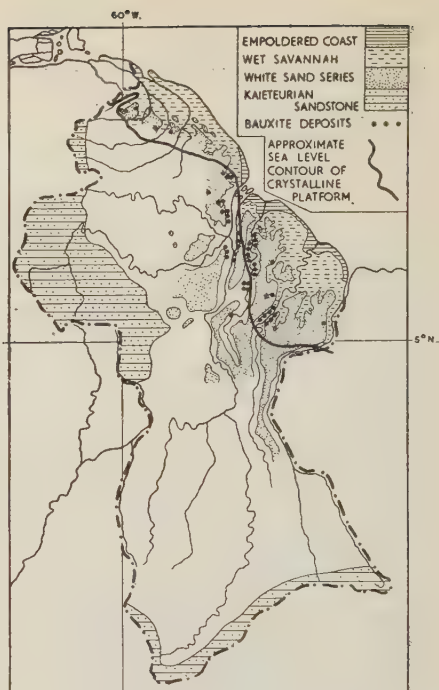 60°W.
EMPOLDERED COAST
WET SAVANNAH
WHITE SAND SERIES
KAIETEURIAN
SANDSTONE
BAUXITE DEPOSITS
APPROXIMATE
SEA LEVEL
CONTOUR OF
CRYSTALLINE
PLATFORM.
5°N.